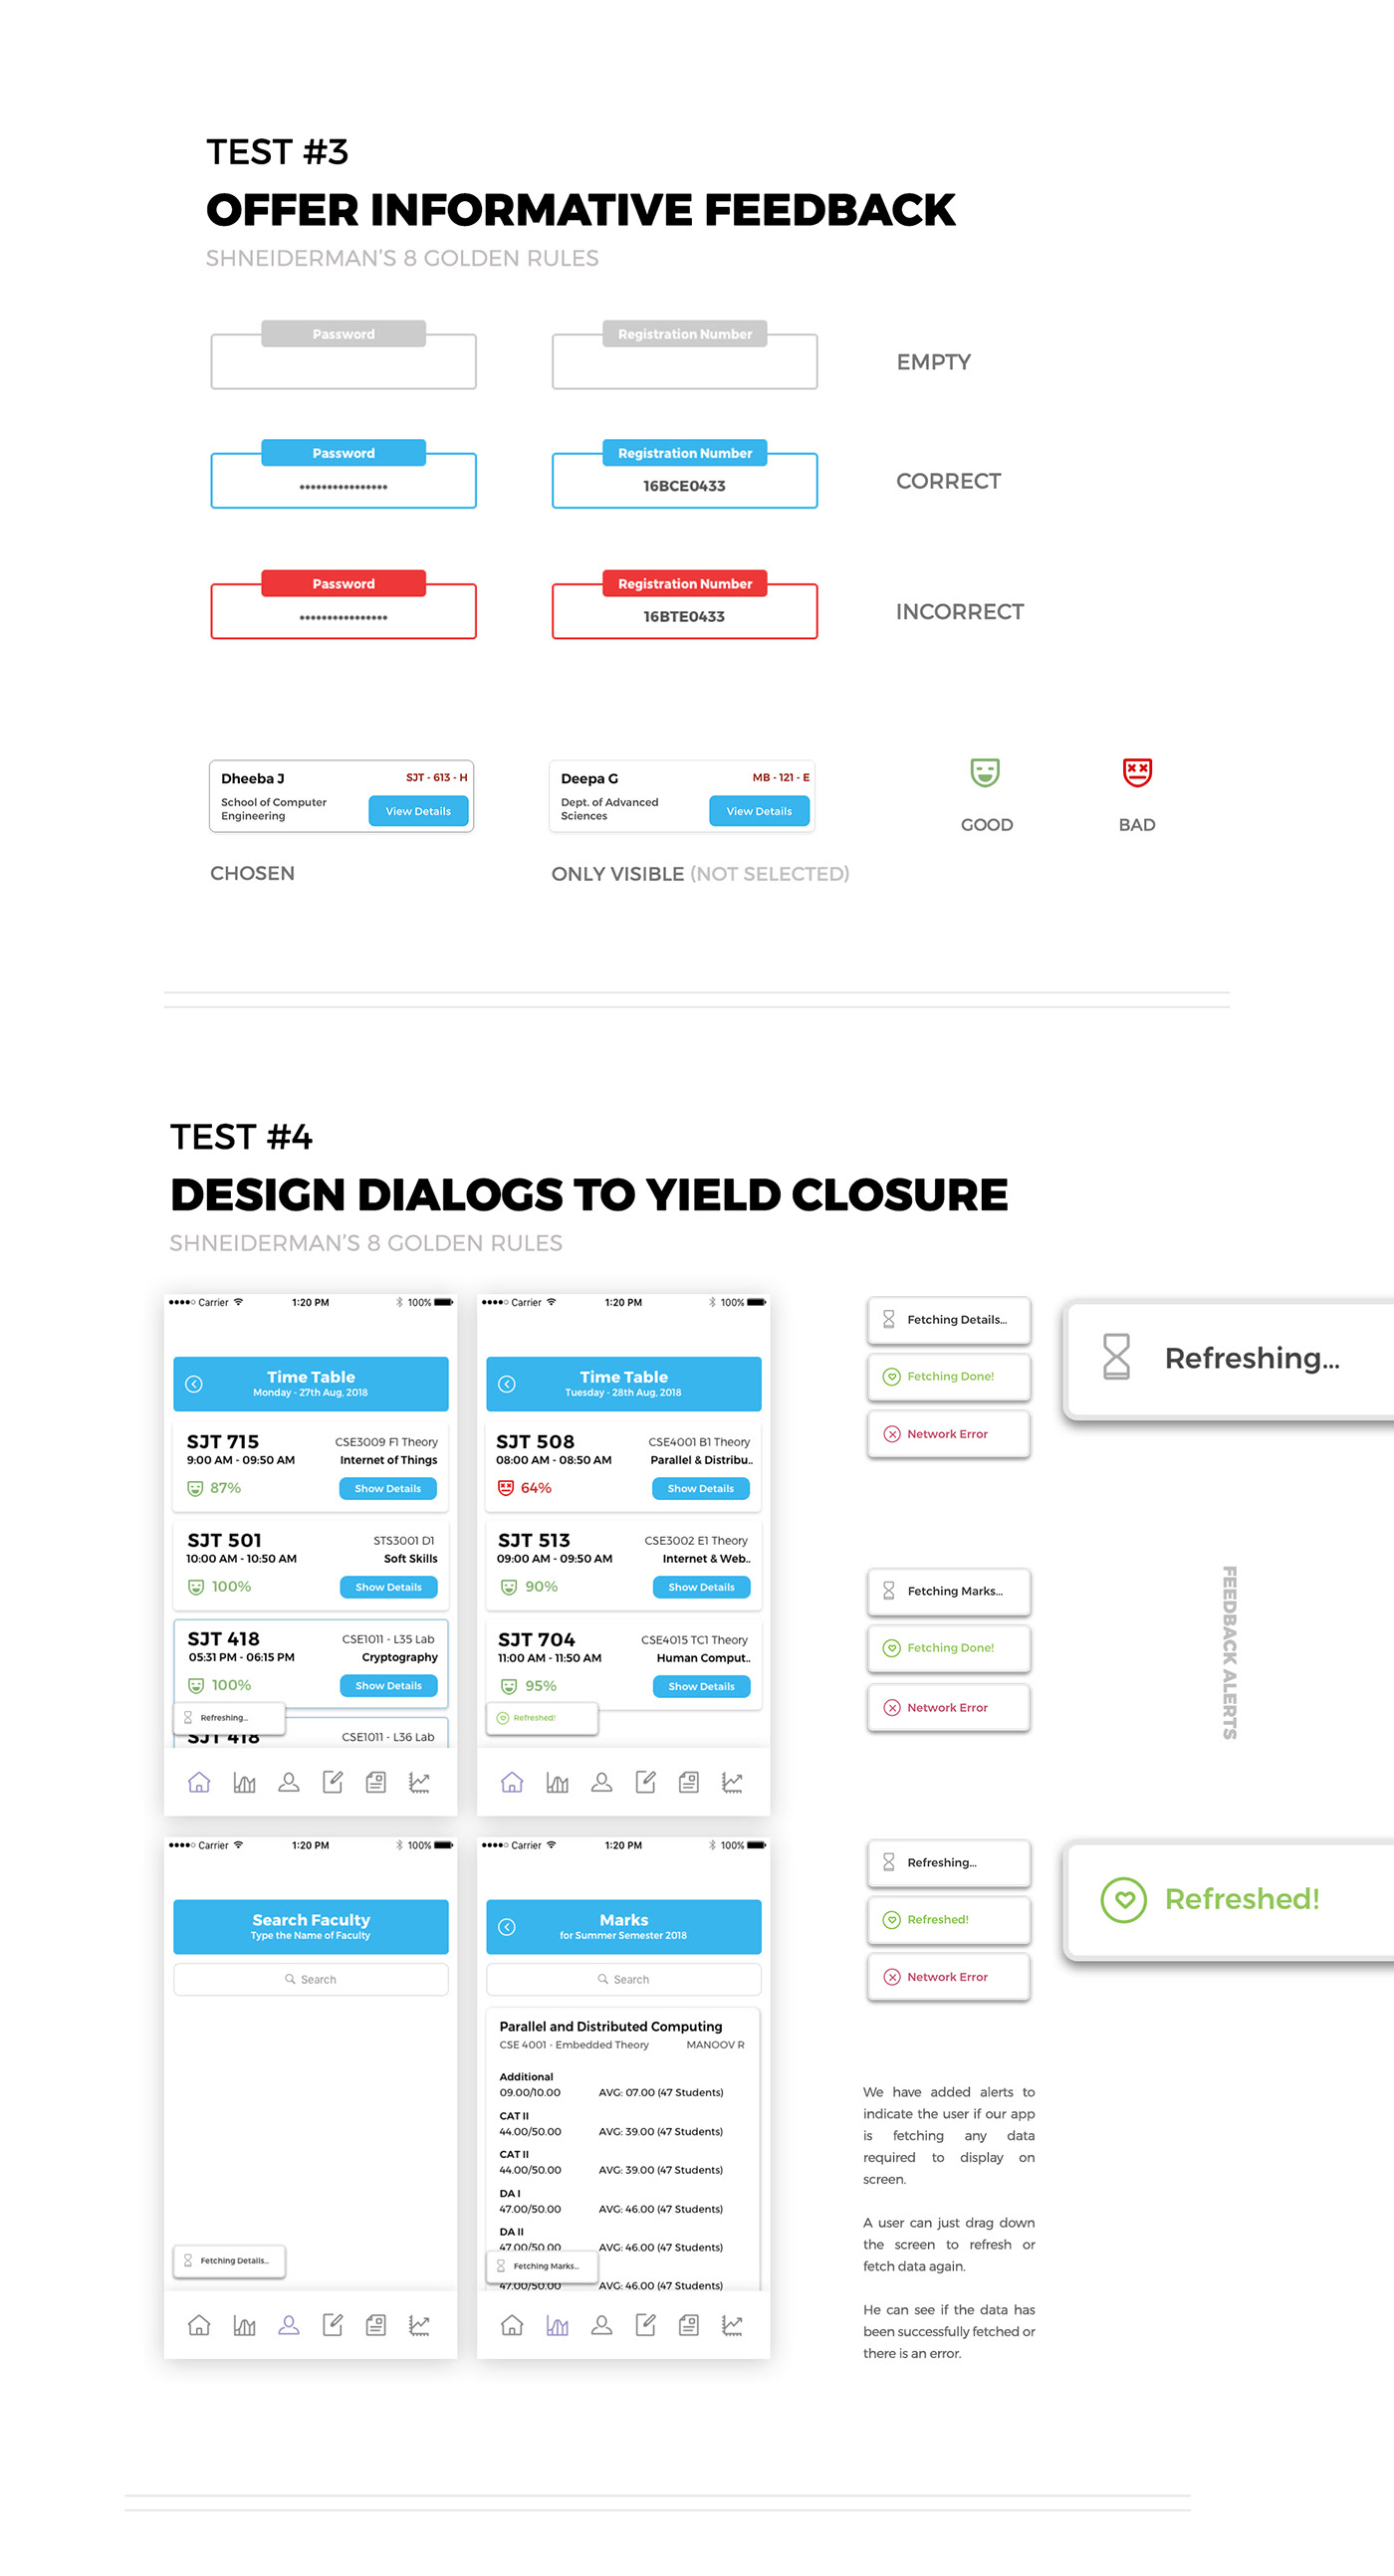 TEST #3
OFFER INFORMATIVE FEEDBACK
SHNEIDERMAN'S 8 GOLDEN RULES
Password
Registration Number
EMPTY
Password
Registration Number
••••••••••••••••
16BCE0433
CORRECT
Password
Registration Number
••••••••••••••••
16BTE0433
INCORRECT
Dheeba J
SJT - 613 - H
School of Computer
Engineering
View Details
CHOSEN
Deepa G
MB - 121 - E
Dept. of Advanced
Sciences
View Details
ONLY VISIBLE (NOT SELECTED)
GOOD
BAD
TEST #4
DESIGN DIALOGS TO YIELD CLOSURE
SHNEIDERMAN'S 8 GOLDEN RULES
Carrier 1:20 PM 100%
Time Table
Monday - 27th Aug, 2018
SJT 715
CSE3009 F1 Theory
9:00 AM - 09:50 AM
Internet of Things
87%
Show Details
SJT 501
STS3001 D1
10:00 AM - 10:50 AM
Soft Skills
100%
Show Details
SJT 418
CSE1011 - L35 Lab
05:31 PM - 06:15 PM
Cryptography
100%
Show Details
Refreshing...
SJT 418
CSE1011 - L36 Lab
Carrier 1:20 PM 100%
Time Table
Tuesday - 28th Aug, 2018
SJT 508
CSE4001 B1 Theory
08:00 AM - 08:50 AM
Parallel & Distribu..
64%
Show Details
SJT 513
CSE3002 E1 Theory
09:00 AM - 09:50 AM
Internet & Web..
90%
Show Details
SJT 704
CSE4015 TC1 Theory
11:00 AM - 11:50 AM
Human Comput..
95%
Show Details
Refreshed!
Fetching Details...
Fetching Done!
Network Error
Refreshing...
Fetching Marks...
Fetching Done!
Network Error
FEEDBACK ALERTS
Carrier 1:20 PM 100%
Search Faculty
Type the Name of Faculty
Search
Fetching Details...
Carrier 1:20 PM 100%
Marks
for Summer Semester 2018
Search
Parallel and Distributed Computing
CSE 4001 - Embedded Theory
MANOOV R
Additional
09.00/10.00
AVG: 07.00 (47 Students)
CAT II
44.00/50.00
AVG: 39.00 (47 Students)
CAT II
44.00/50.00
AVG: 39.00 (47 Students)
DA I
47.00/50.00
AVG: 46.00 (47 Students)
DA II
47.00/50.00
AVG: 46.00 (47 Students)
Fetching Marks...
47.00/50.00
AVG: 46.00 (47 Students)
Refreshing...
Refreshed!
Network Error
Refreshed!
We have added alerts to
indicate the user if our app
is fetching any data
required to display on
screen.
A user can just drag down
the screen to refresh or
fetch data again.
He can see if the data has
been successfully fetched or
there is an error.